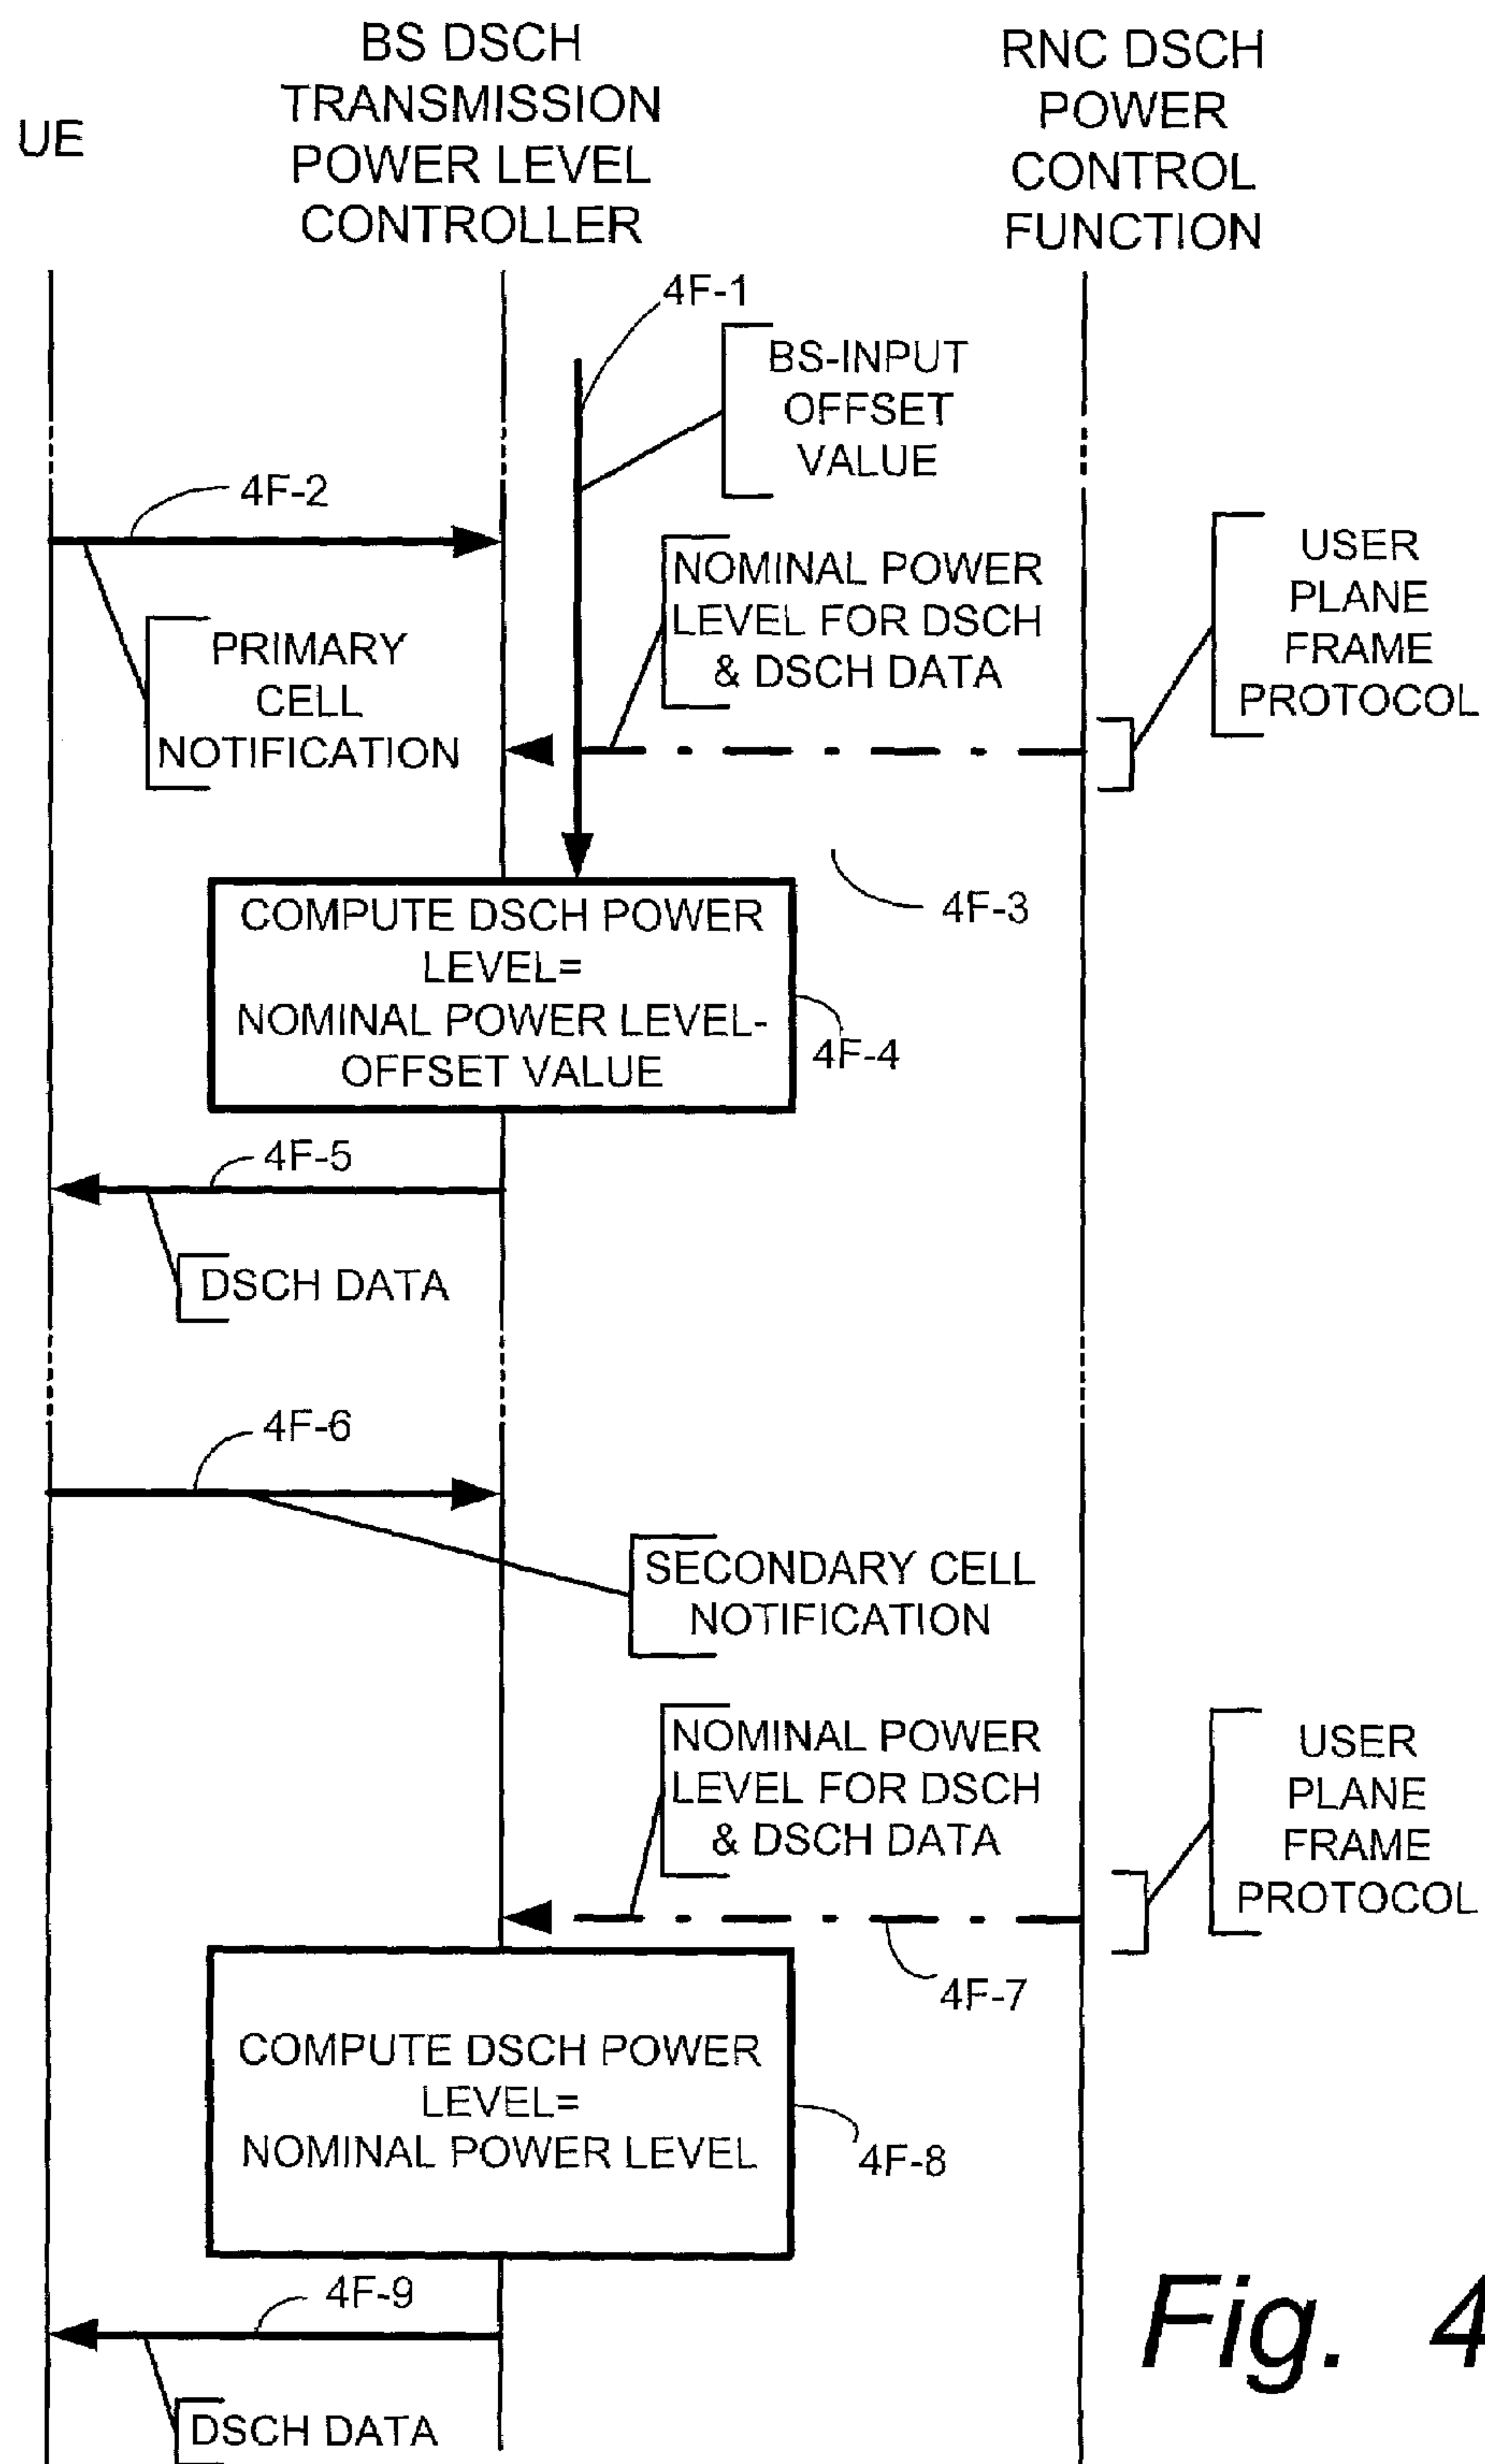 UE
BS DSCH
TRANSMISSION
POWER LEVEL
CONTROLLER
RNC DSCH
POWER
CONTROL
FUNCTION
4F-1
BS-INPUT
OFFSET
VALUE
4F-2
PRIMARY
CELL
NOTIFICATION
NOMINAL POWER
LEVEL FOR DSCH
& DSCH DATA
USER
PLANE
FRAME
PROTOCOL
4F-3
COMPUTE DSCH POWER
LEVEL=
NOMINAL POWER LEVEL-
OFFSET VALUE
4F-4
4F-5
DSCH DATA
4F-6
SECONDARY CELL
NOTIFICATION
NOMINAL POWER
LEVEL FOR DSCH
& DSCH DATA
USER
PLANE
FRAME
PROTOCOL
4F-7
COMPUTE DSCH POWER
LEVEL=
NOMINAL POWER LEVEL
4F-8
4F-9
DSCH DATA
Fig. 4